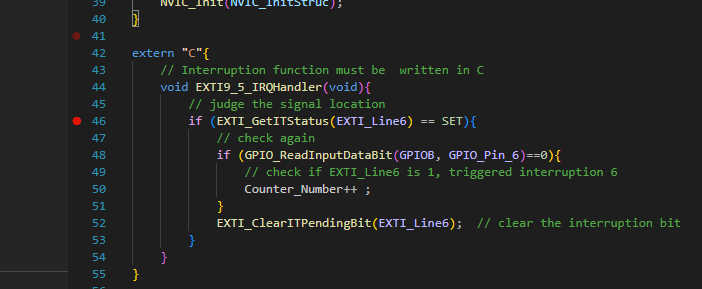 39 NVIC_Init(NVIC_InitStruc);
40 }
41
42 extern "C"{
43 // Interruption function must be  written in C
44 void EXTI9_5_IRQHandler(void){
45 // judge the signal location
46 if (EXTI_GetITStatus(EXTI_Line6) == SET){
47 // check again
48 if (GPIO_ReadInputDataBit(GPIOB, GPIO_Pin_6)==0){
49 // check if EXTI_Line6 is 1, triggered interruption 6
50 Counter_Number++ ;
51 }
52 EXTI_ClearITPendingBit(EXTI_Line6);  // clear the interruption bit
53 }
54 }
55 }